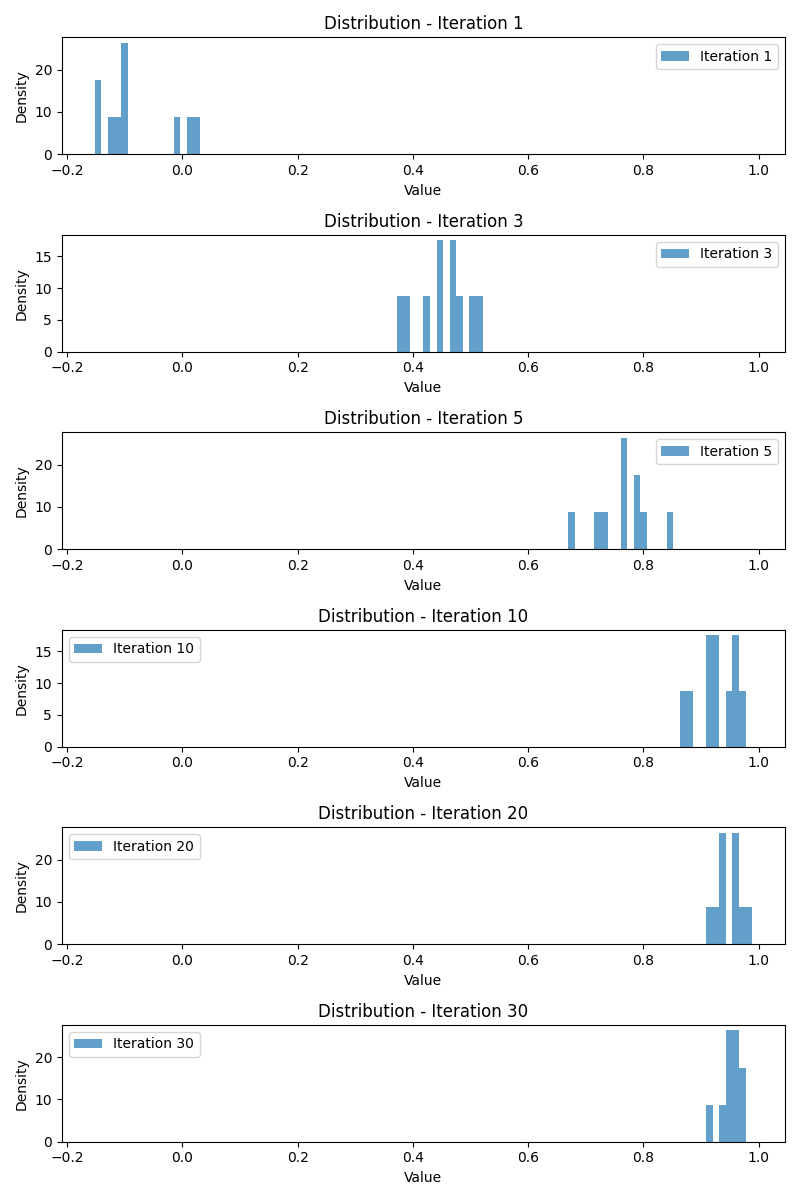 Distribution - Iteration 1
Iteration 1
Density
20
10
0
−0.2 0.0 0.2 0.4 0.6 0.8 1.0
Value
Distribution - Iteration 3
Iteration 3
Density
15
10
5
0
−0.2 0.0 0.2 0.4 0.6 0.8 1.0
Value
Distribution - Iteration 5
Iteration 5
Density
20
10
0
−0.2 0.0 0.2 0.4 0.6 0.8 1.0
Value
Distribution - Iteration 10
Iteration 10
Density
15
10
5
0
−0.2 0.0 0.2 0.4 0.6 0.8 1.0
Value
Distribution - Iteration 20
Iteration 20
Density
20
10
0
−0.2 0.0 0.2 0.4 0.6 0.8 1.0
Value
Distribution - Iteration 30
Iteration 30
Density
20
10
0
−0.2 0.0 0.2 0.4 0.6 0.8 1.0
Value